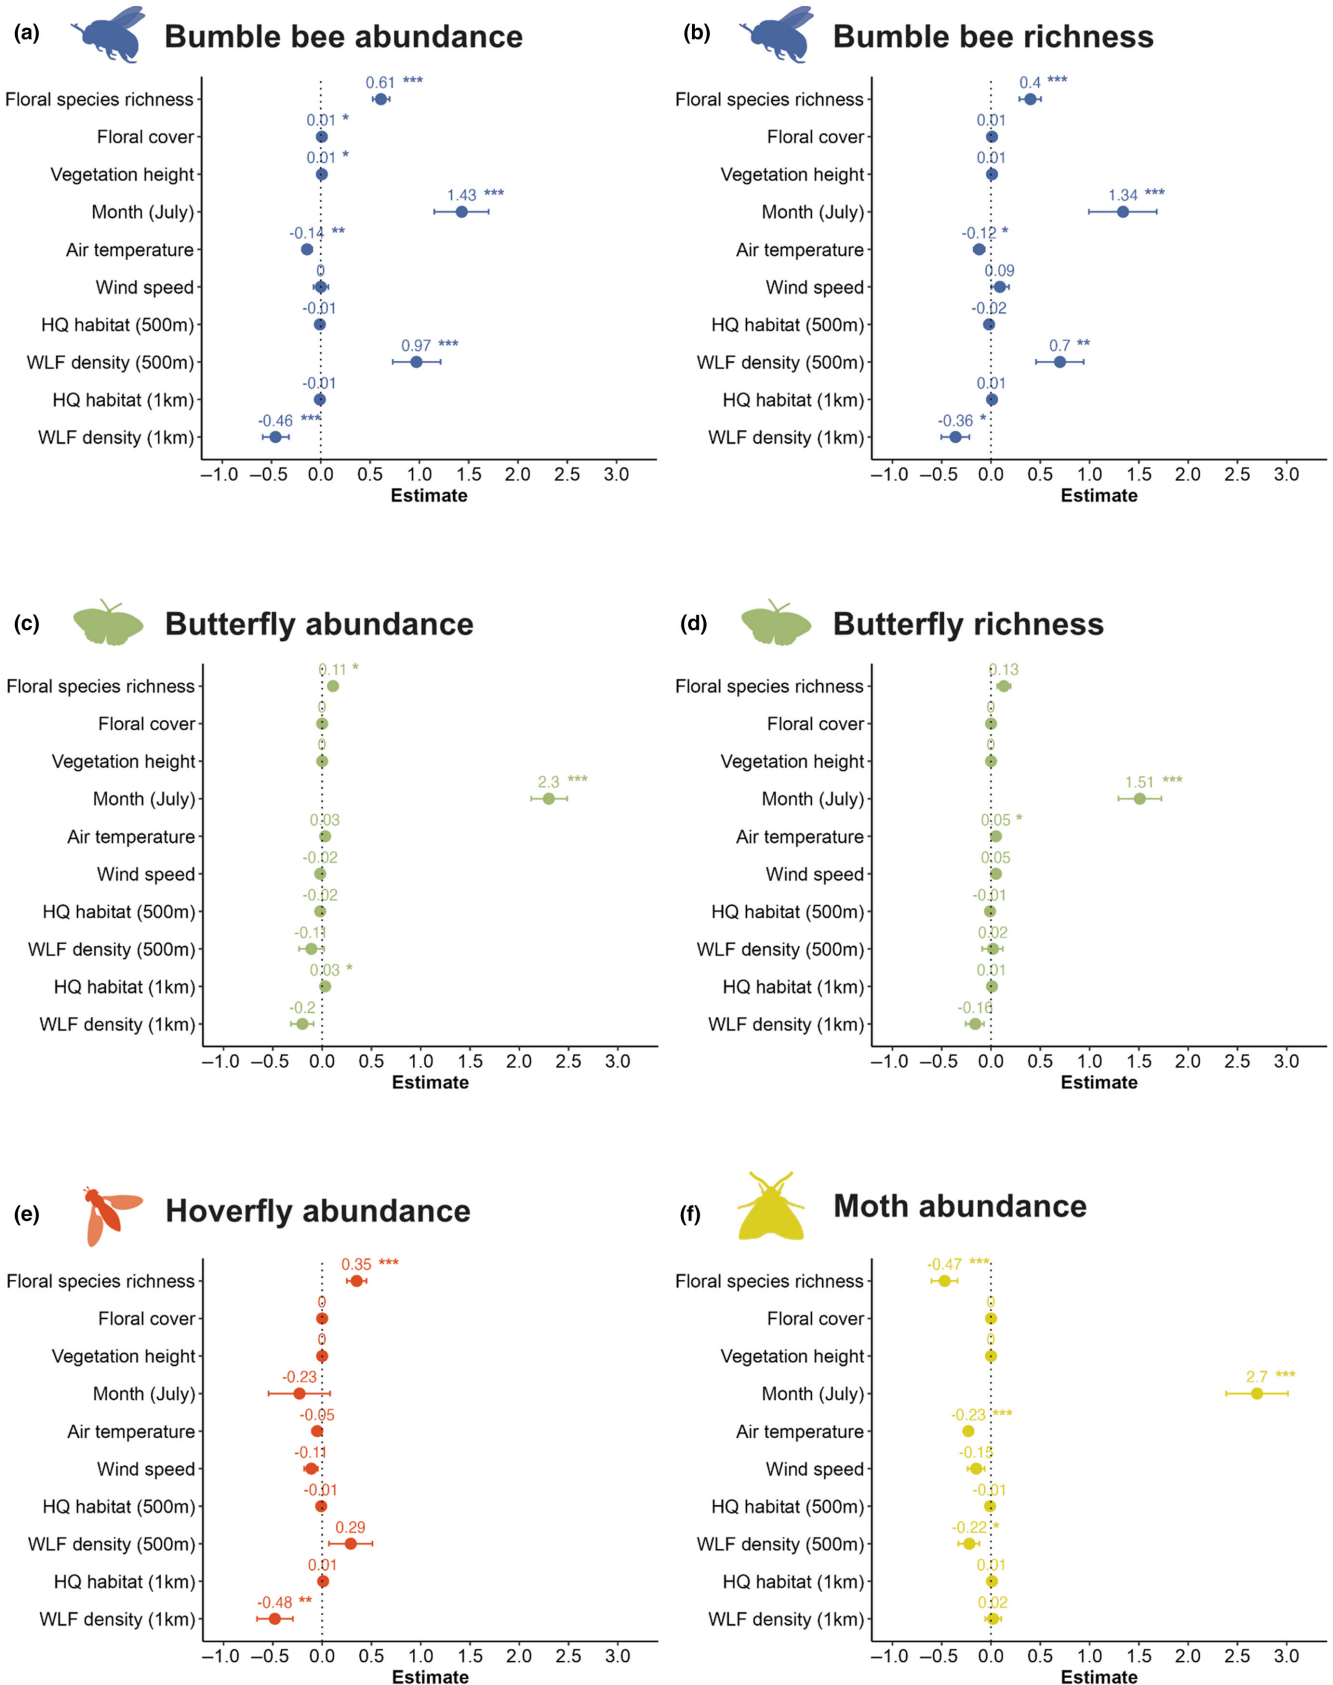 (a) Bumble bee abundance
0.61 ***
Floral species richness
0.01 *
Floral cover
0.01 *
Vegetation height
1.43 ***
Month (July)
-0.14 **
Air temperature
0
Wind speed
-0.01
HQ habitat (500m)
0.97 ***
WLF density (500m)
-0.01
HQ habitat (1km)
-0.46 ***
WLF density (1km)
–1.0 –0.5 0.0 0.5 1.0 1.5 2.0 2.5 3.0
Estimate
(b) Bumble bee richness
0.4 ***
Floral species richness
0.01
Floral cover
0.01
Vegetation height
1.34 ***
Month (July)
-0.12 *
Air temperature
0.09
Wind speed
-0.02
HQ habitat (500m)
0.7 **
WLF density (500m)
0.01
HQ habitat (1km)
-0.36 *
WLF density (1km)
–1.0 –0.5 0.0 0.5 1.0 1.5 2.0 2.5 3.0
Estimate
(c) Butterfly abundance
0.11 *
Floral species richness
0
Floral cover
0
Vegetation height
2.3 ***
Month (July)
0.03
Air temperature
-0.02
Wind speed
-0.02
HQ habitat (500m)
-0.11
WLF density (500m)
0.03 *
HQ habitat (1km)
-0.2
WLF density (1km)
–1.0 –0.5 0.0 0.5 1.0 1.5 2.0 2.5 3.0
Estimate
(d) Butterfly richness
0.13
Floral species richness
0
Floral cover
0
Vegetation height
1.51 ***
Month (July)
0.05 *
Air temperature
0.05
Wind speed
-0.01
HQ habitat (500m)
0.02
WLF density (500m)
0.01
HQ habitat (1km)
-0.16
WLF density (1km)
–1.0 –0.5 0.0 0.5 1.0 1.5 2.0 2.5 3.0
Estimate
(e) Hoverfly abundance
0.35 ***
Floral species richness
0
Floral cover
0
Vegetation height
-0.23
Month (July)
-0.05
Air temperature
-0.11
Wind speed
-0.01
HQ habitat (500m)
0.29
WLF density (500m)
0.01
HQ habitat (1km)
-0.48 **
WLF density (1km)
–1.0 –0.5 0.0 0.5 1.0 1.5 2.0 2.5 3.0
Estimate
(f) Moth abundance
-0.47 ***
Floral species richness
0
Floral cover
0
Vegetation height
2.7 ***
Month (July)
-0.23 ***
Air temperature
-0.15
Wind speed
-0.01
HQ habitat (500m)
-0.22 *
WLF density (500m)
0.01
HQ habitat (1km)
0.02
WLF density (1km)
–1.0 –0.5 0.0 0.5 1.0 1.5 2.0 2.5 3.0
Estimate